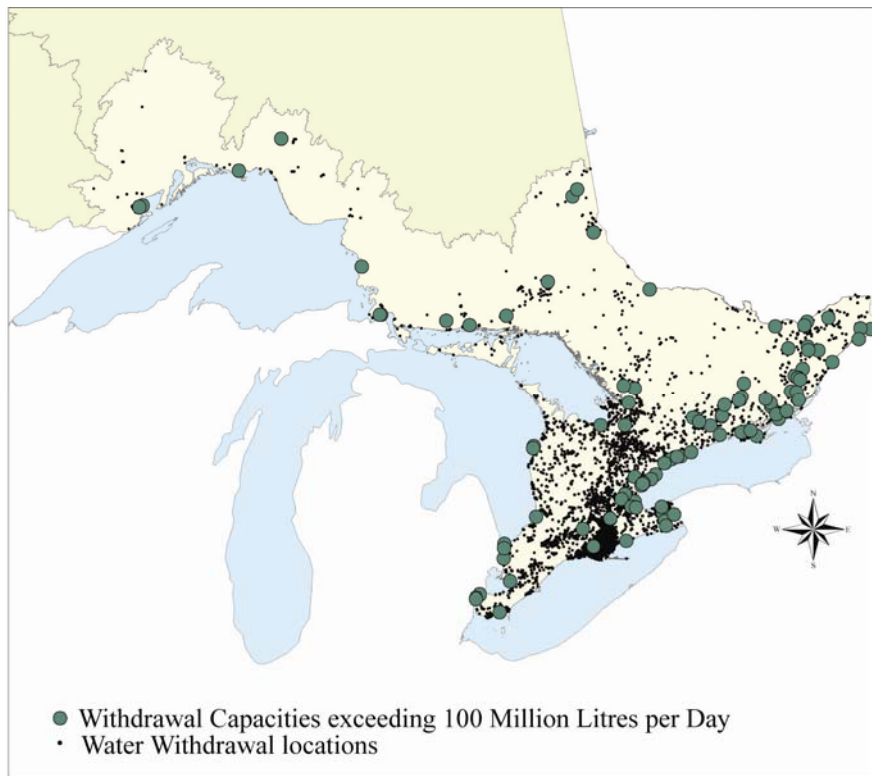 N
W E
S
Withdrawal Capacities exceeding 100 Million Litres per Day
Water Withdrawal locations